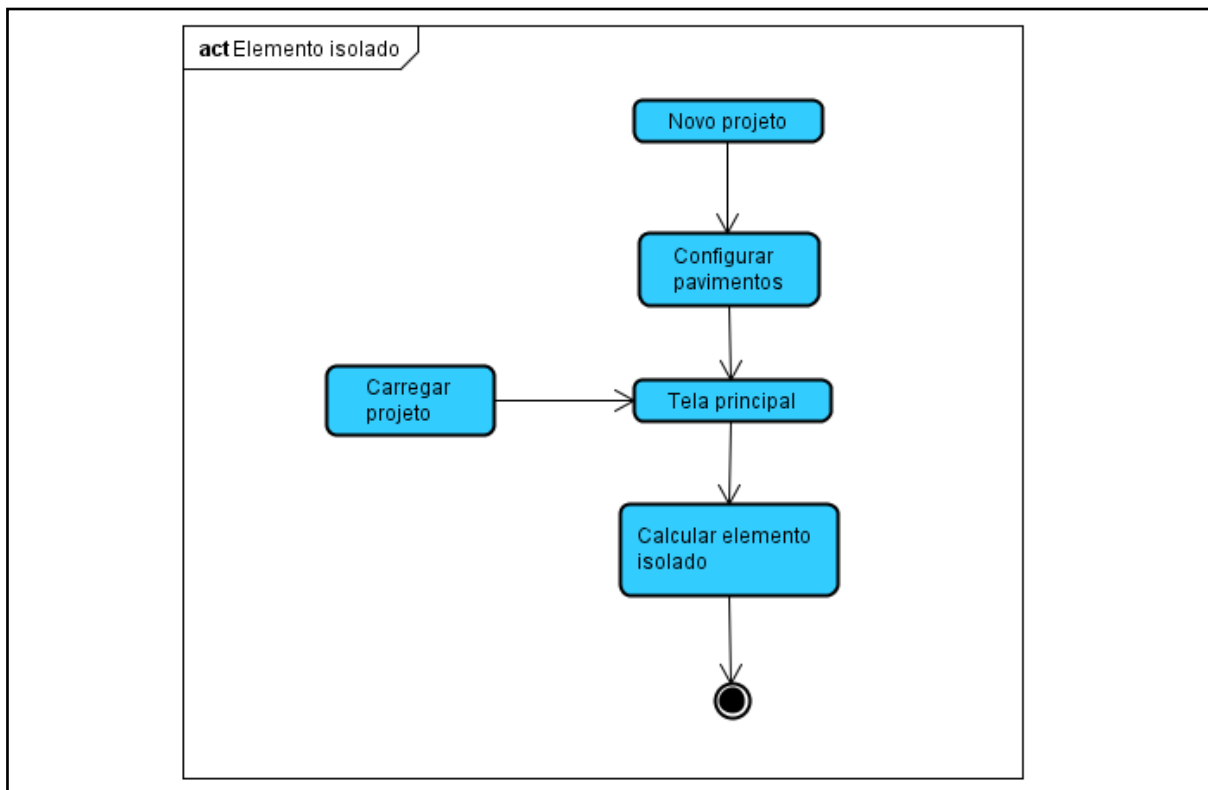 act Elemento isolado
Novo projeto
Configurar
pavimentos
Carregar
projeto
Tela principal
Calcular elemento
isolado